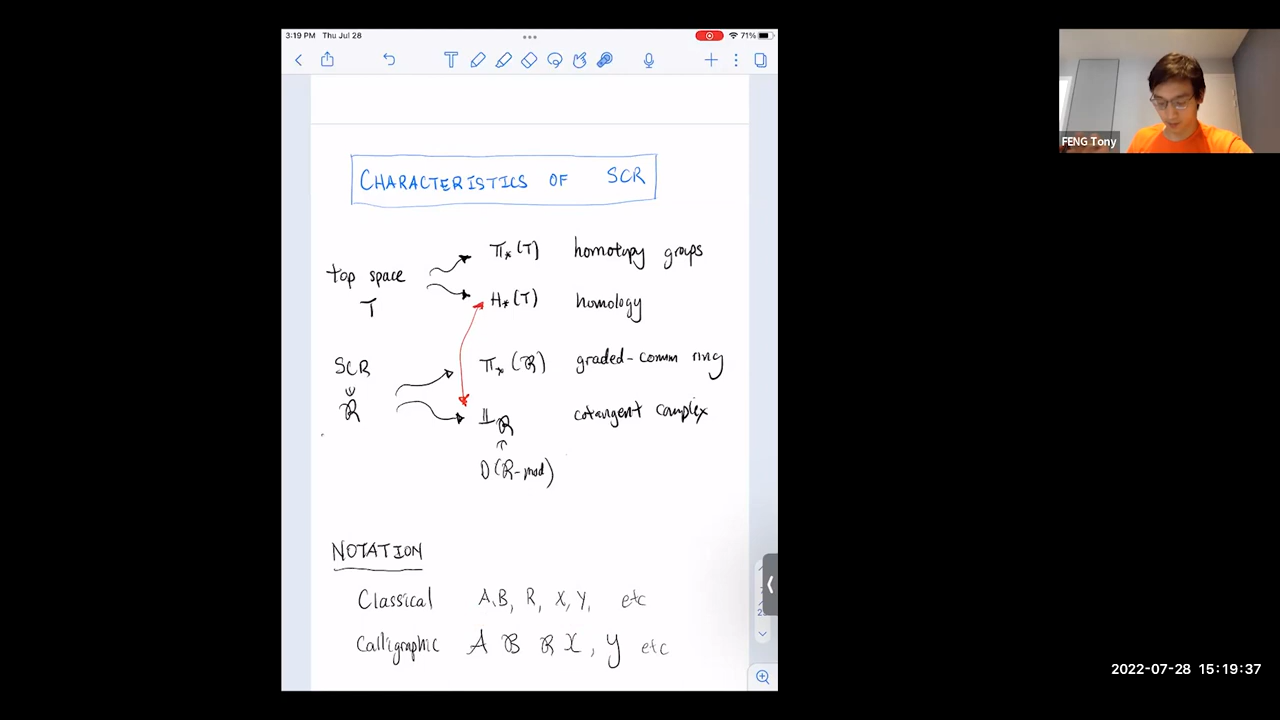 3:19 PM Thu Jul 28
71%
CHARACTERISTICS OF SCR
π*(T) homotopy groups
top space
T
H*(T) homology
SCR
π*(R) graded-comm ring
R
𝕃R cotangent complex
D(R-mod)
NOTATION
Classical A, B, R, X, Y, etc
Calligraphic A B R X, Y etc
FENG Tony
2022-07-28 15:19:37